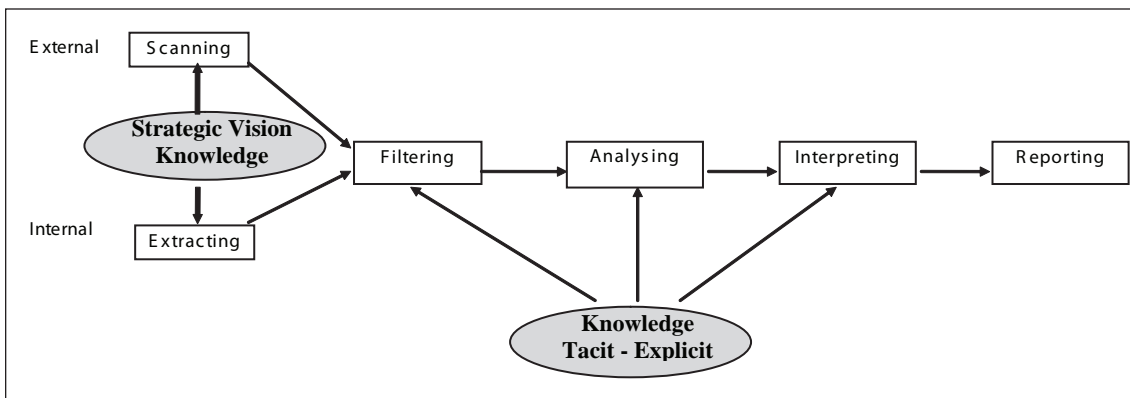 External
Scanning
Strategic Vision
Knowledge
Filtering
Analysing
Interpreting
Reporting
Internal
Extracting
Knowledge
Tacit - Explicit